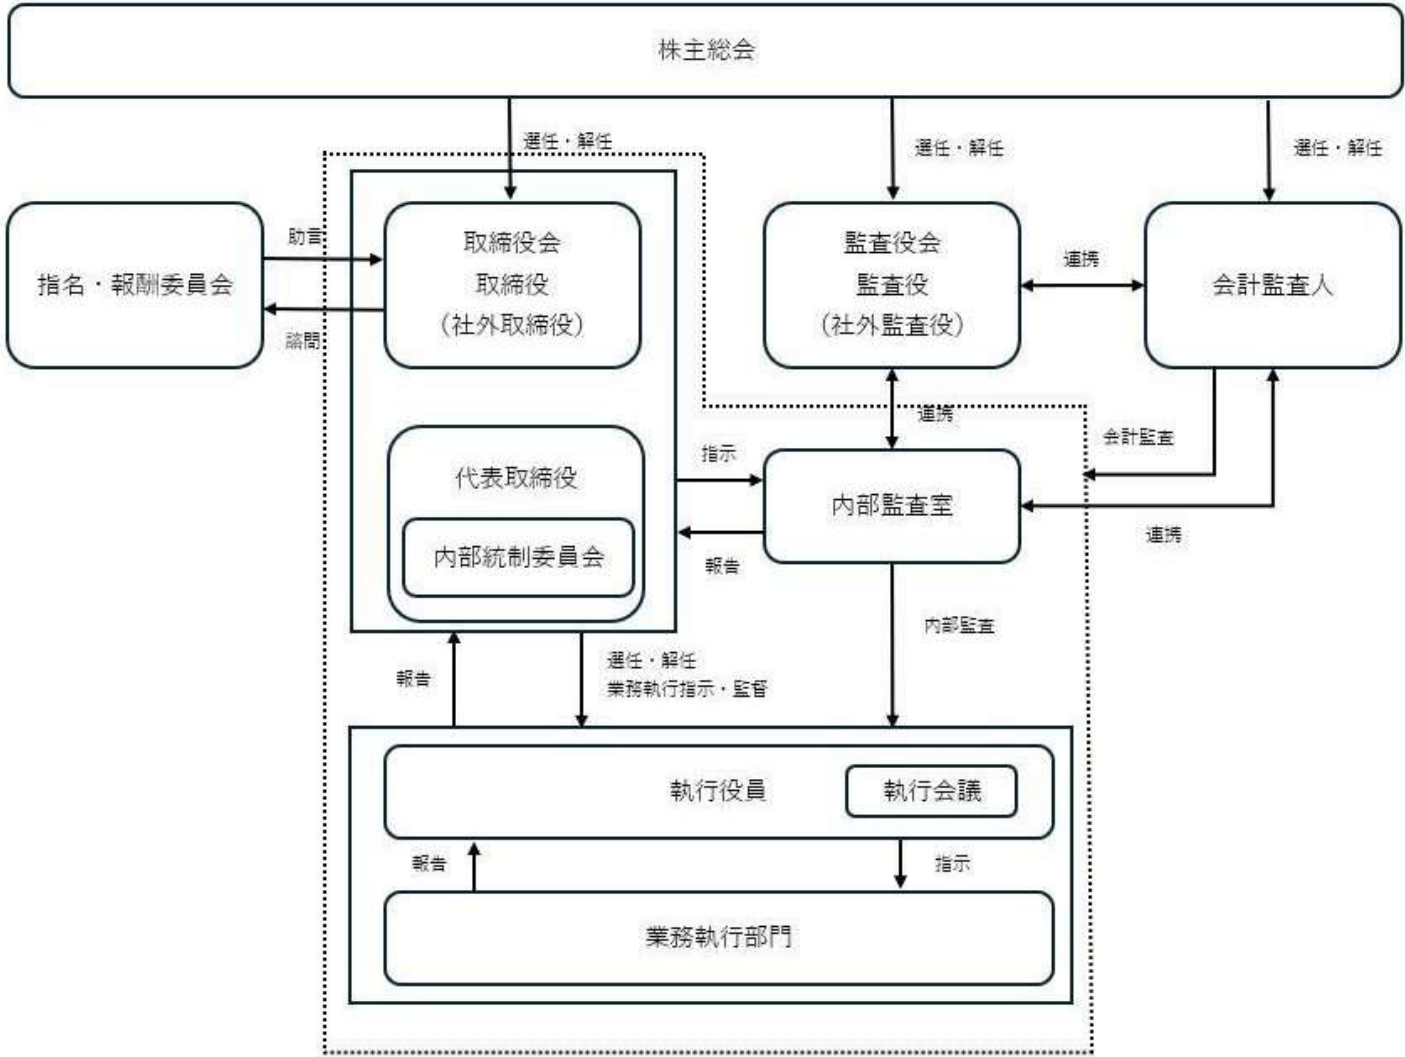 株主総会
選任・解任
選任・解任
選任・解任
指名・報酬委員会
助言
諮問
取締役会
取締役
（社外取締役）
監査役会
監査役
（社外監査役）
連携
会計監査人
連携
会計監査
連携
代表取締役
内部統制委員会
指示
報告
内部監査室
内部監査
報告
選任・解任
業務執行指示・監督
執行役員
執行会議
報告
指示
業務執行部門